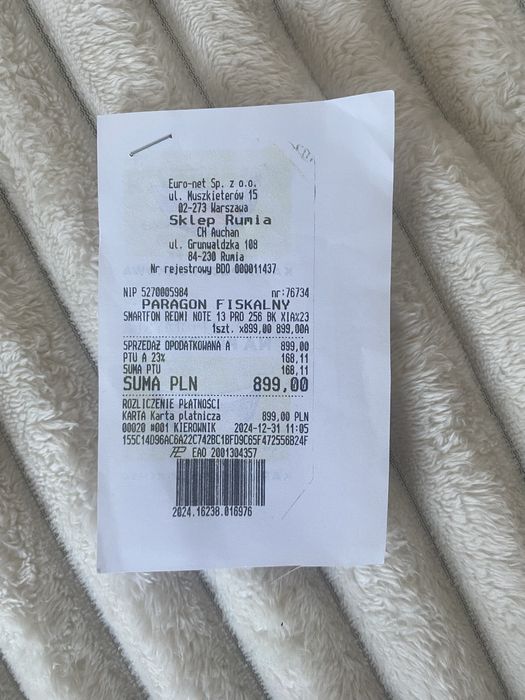 Euro-net Sp. z o.o.
ul. Muszkieterów 15
02-273 Warszawa
Sklep Rumia
CH Auchan
ul. Grunwaldzka 108
84-230 Rumia
Nr rejestrowy BDO 000011437
NIP 5270005984 nr:76734
PARAGON FISKALNY
SMARTFON REDMI NOTE 13 PRO 256 BK XIA%23
1szt. x899,00 899,00A
SPRZEDAŻ OPODATKOWANA A 899,00
PTU A 23% 168,11
SUMA PTU 168,11
SUMA PLN 899,00
ROZLICZENIE PŁATNOŚCI
KARTA Karta płatnicza 899,00 PLN
00020 #001 KIEROWNIK 2024-12-31 11:05
155C14D96AC6A22C742BC1BFD9C65F472556B24F
EAO 2001304357
2024.16238.016976